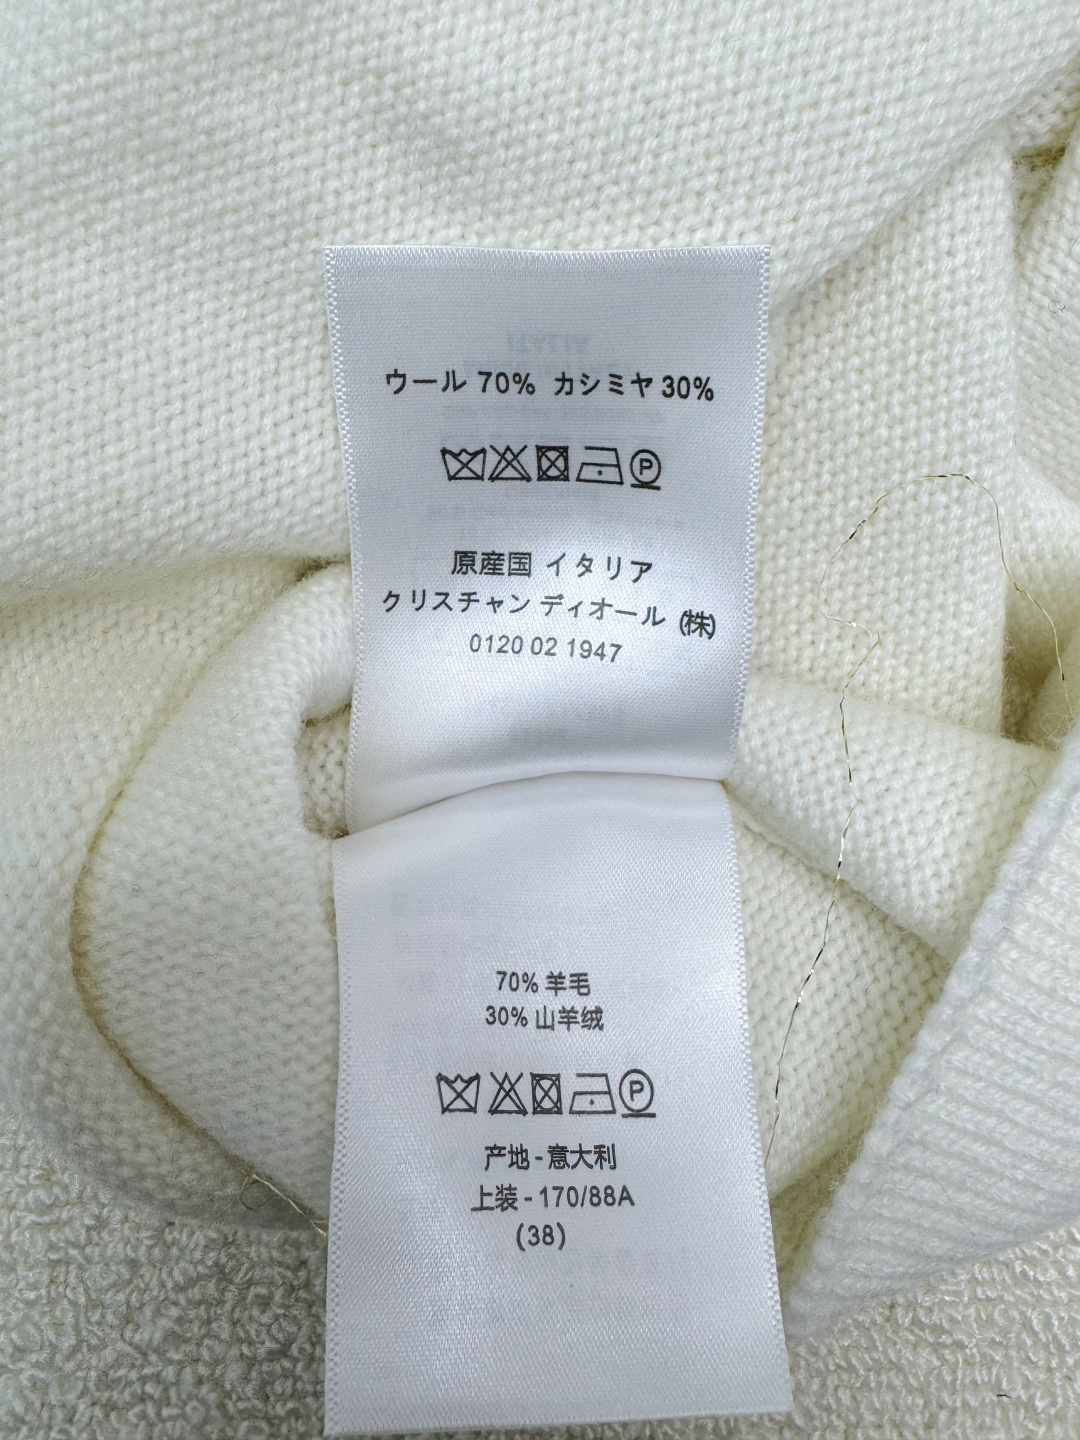 ウール 70% カシミヤ 30%
P
原産国 イタリア
クリスチャン ディオール (株)
0120 02 1947
70% 羊毛
30% 山羊绒
P
产地 - 意大利
上装 - 170/88A
(38)